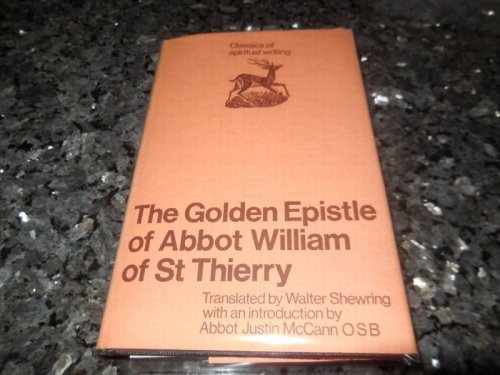 Classics of
spiritual writing
The Golden Epistle
of Abbot William
of St Thierry
Translated by Walter Shewring
with an introduction by
Abbot Justin McCann OSB